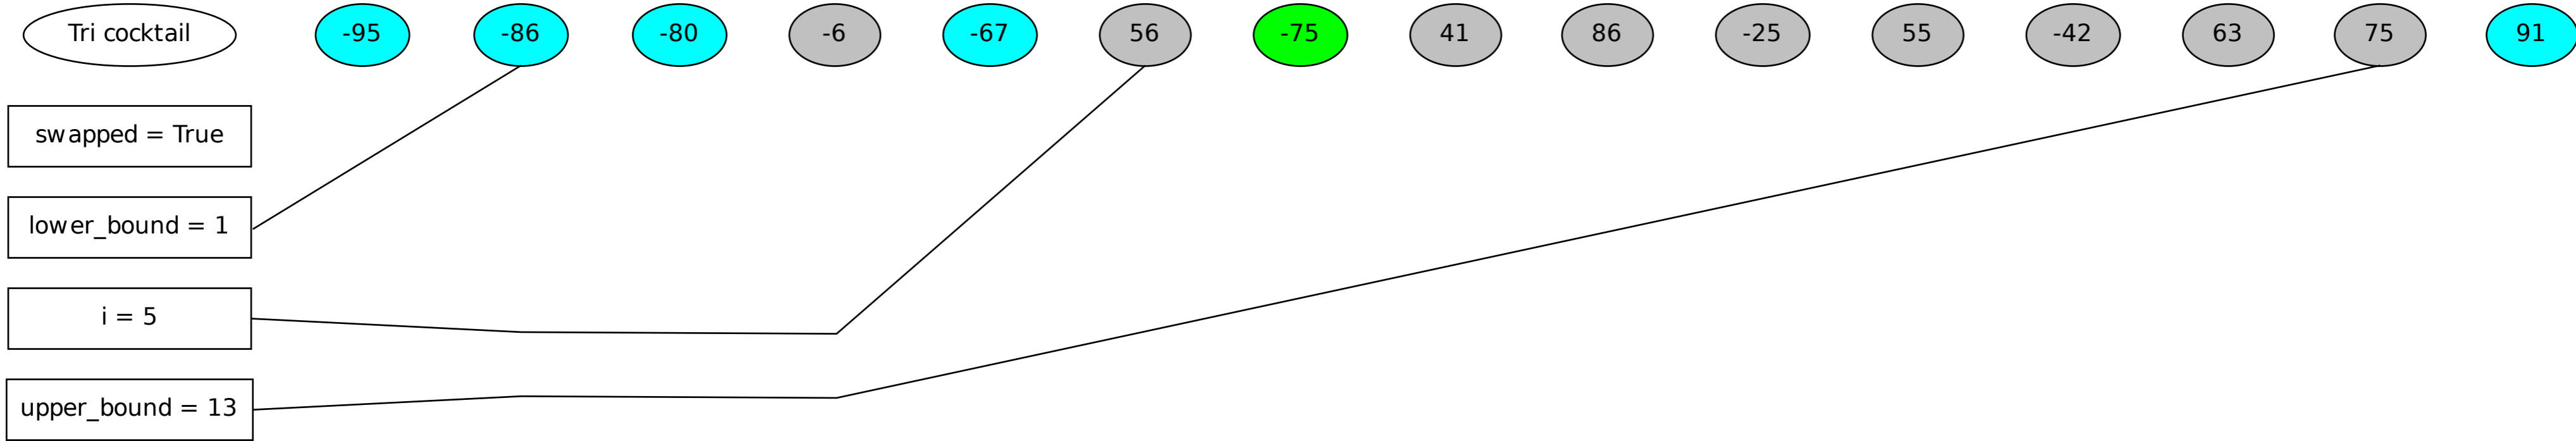 Tri cocktail -95 -86 -80 -6 -67 56 -75 41 86 -25 55 -42 63 75 91
swapped = True
lower_bound = 1
i = 5
upper_bound = 13